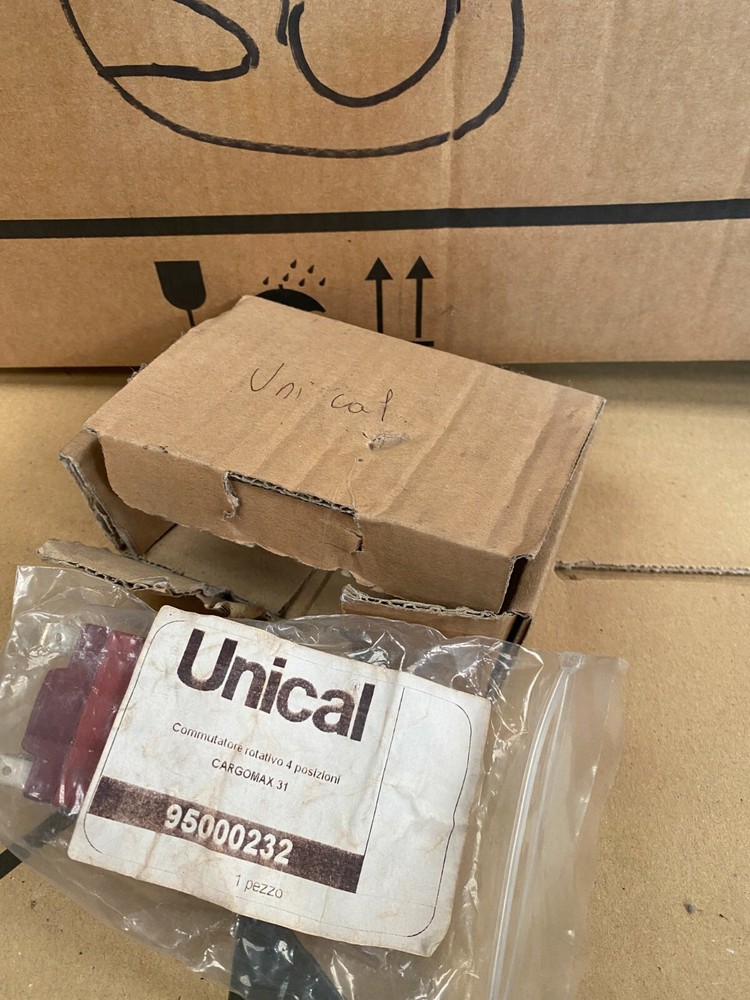 Unical
Unical
Commutatore rotativo 4 posizioni
CARGOMAX.31
95000232
1 pezzo